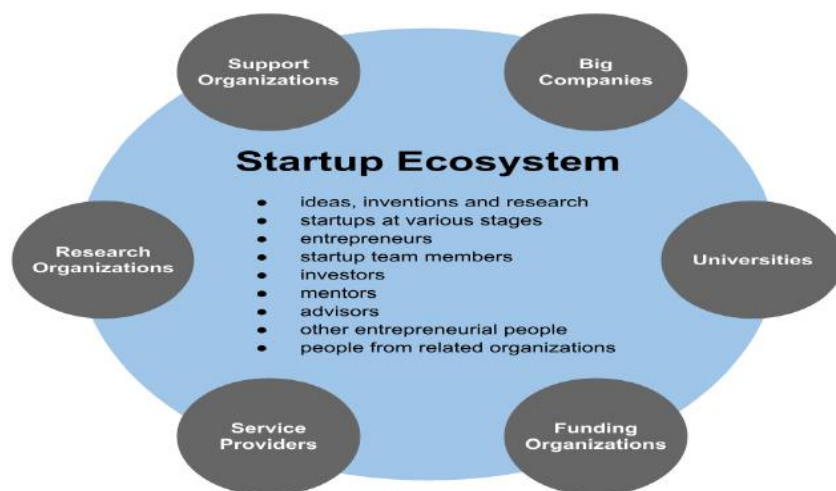 Support
Organizations
Big
Companies
Startup Ecosystem
● ideas, inventions and research
● startups at various stages
● entrepreneurs
● startup team members
● investors
● mentors
● advisors
● other entrepreneurial people
● people from related organizations
Research
Organizations
Universities
Service
Providers
Funding
Organizations